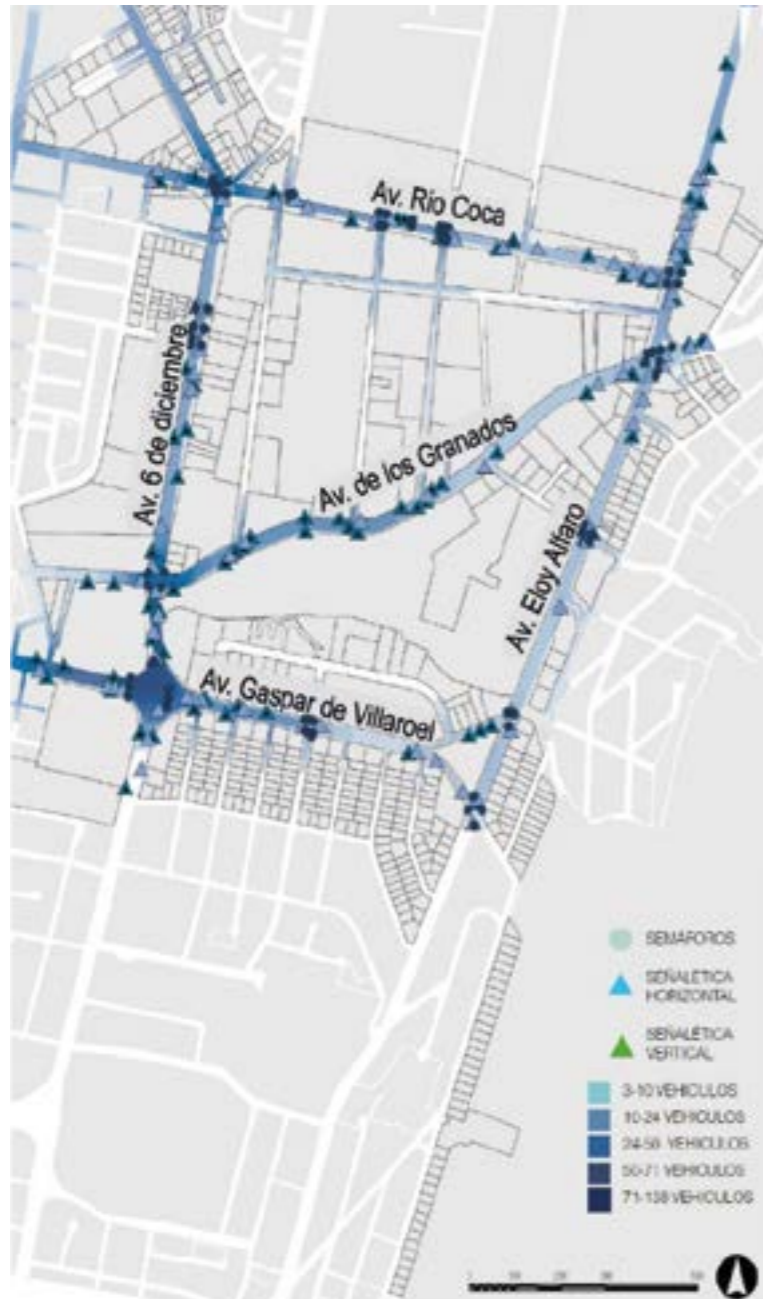 Av. Río Coca
Av. 6 de diciembre
Av. de los Granados
Av. Eloy Alfaro
Av. Gaspar de Villaroel
SEMÁFOROS
SEÑALÉTICA
HORIZONTAL
SEÑALÉTICA
VERTICAL
3-10 VEHICULOS
10-24 VEHICULOS
24-50 VEHICULOS
50-71 VEHICULOS
71-138 VEHICULOS